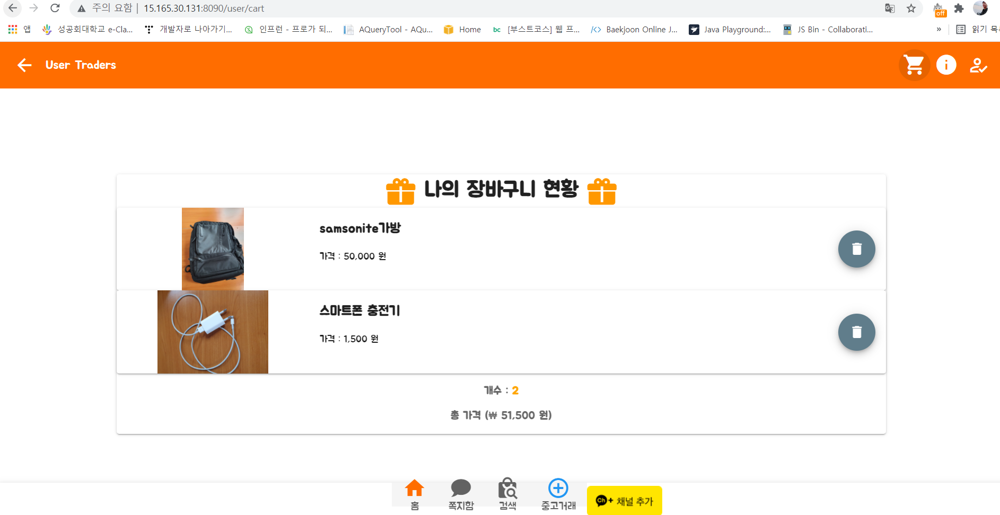 주의 요함 | 15.165.30.131:8090/user/cart
off
앱 성공회대학교 e-Cla... 개발자로 나아가기... 인프런 - 프로가 되... AQueryTool - AQu... Home bc [부스트코스] 웹 프... Baekjoon Online J... Java Playground:... JS Bin - Collaborati... » 읽기 목
User Traders
나의 장바구니 현황
samsonite가방
가격 : 50,000 원
스마트폰 충전기
가격 : 1,500 원
개수 : 2
총 가격 (₩ 51,500 원)
홈 쪽지함 검색 중고거래
Ch+ 채널 추가